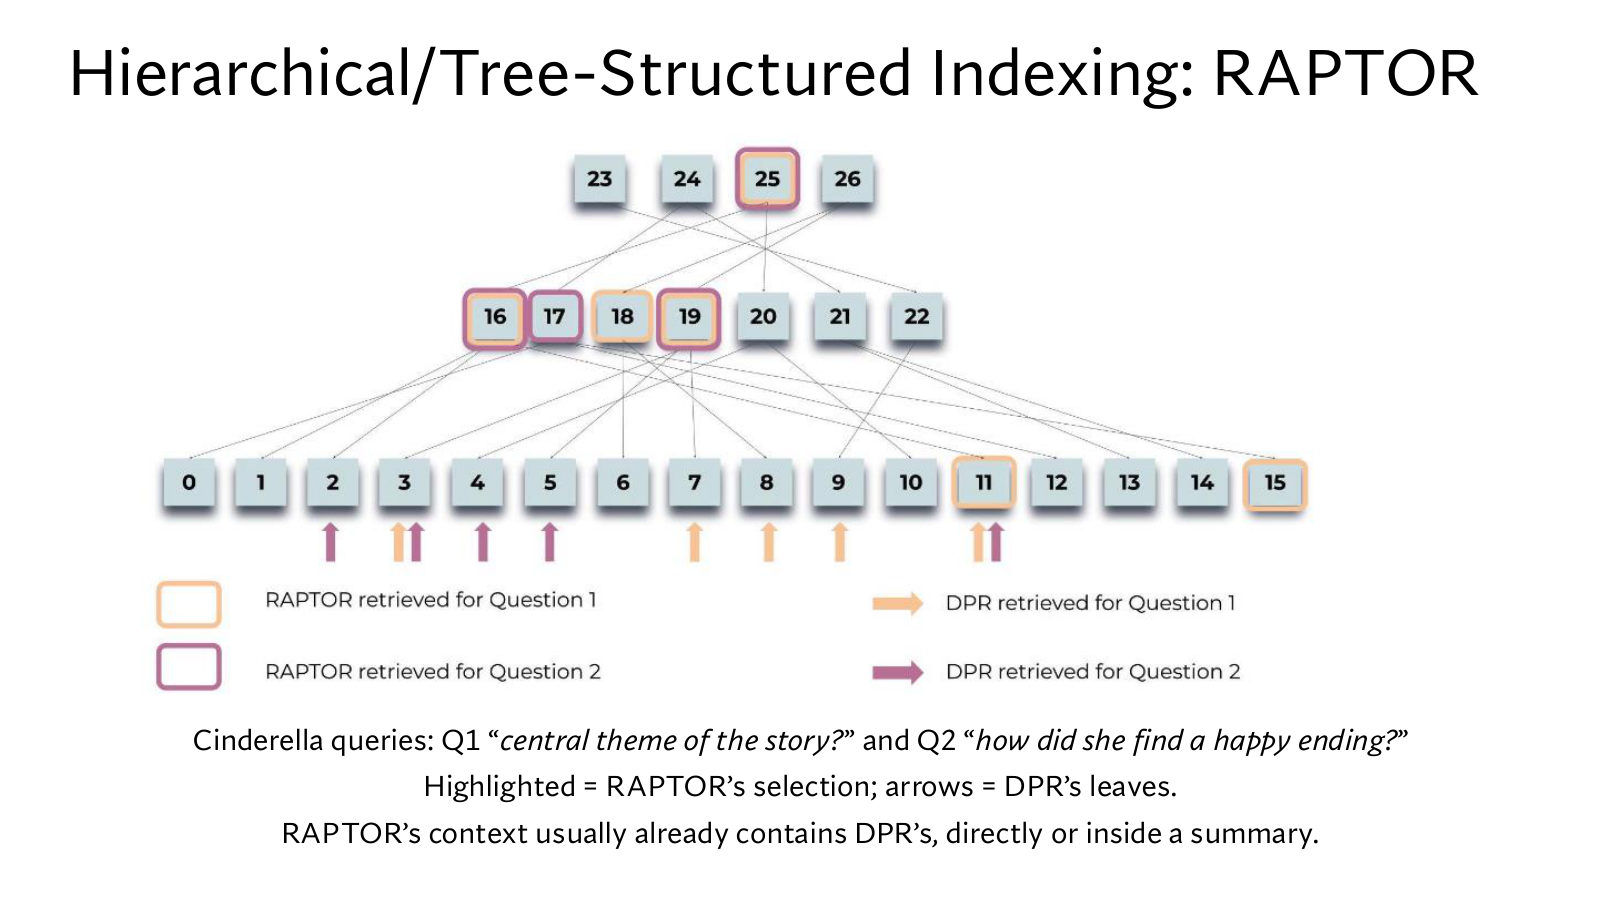 Hierarchical/Tree-Structured Indexing: RAPTOR
23 24 25 26
16 17 18 19 20 21 22
0 1 2 3 4 5 6 7 8 9 10 11 12 13 14 15
RAPTOR retrieved for Question 1
DPR retrieved for Question 1
RAPTOR retrieved for Question 2
DPR retrieved for Question 2
Cinderella queries: Q1 “central theme of the story?” and Q2 “how did she find a happy ending?”
Highlighted = RAPTOR’s selection; arrows = DPR’s leaves.
RAPTOR’s context usually already contains DPR’s, directly or inside a summary.